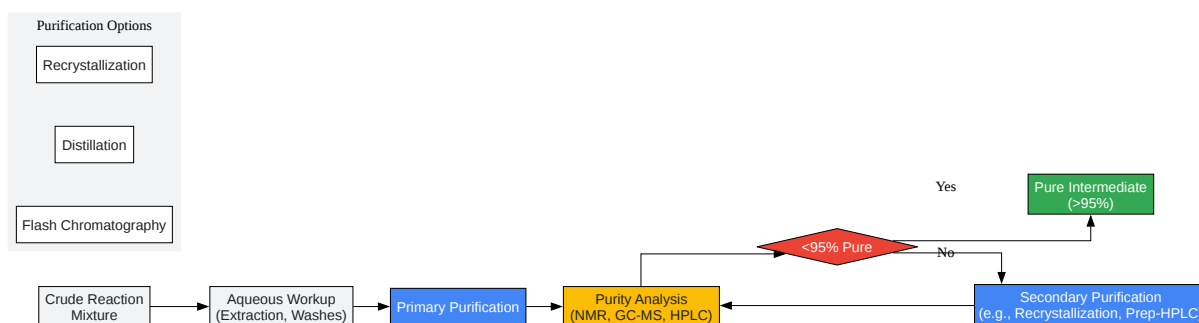 Purification Options
Recrystallization
Distillation
Flash Chromatography
Yes
Pure Intermediate
(>95%)
<95% Pure
No
Crude Reaction
Mixture
Aqueous Workup
(Extraction, Washes)
Primary Purification
Purity Analysis
(NMR, GC-MS, HPLC)
Secondary Purification
(e.g., Recrystallization, Prep-HPLC